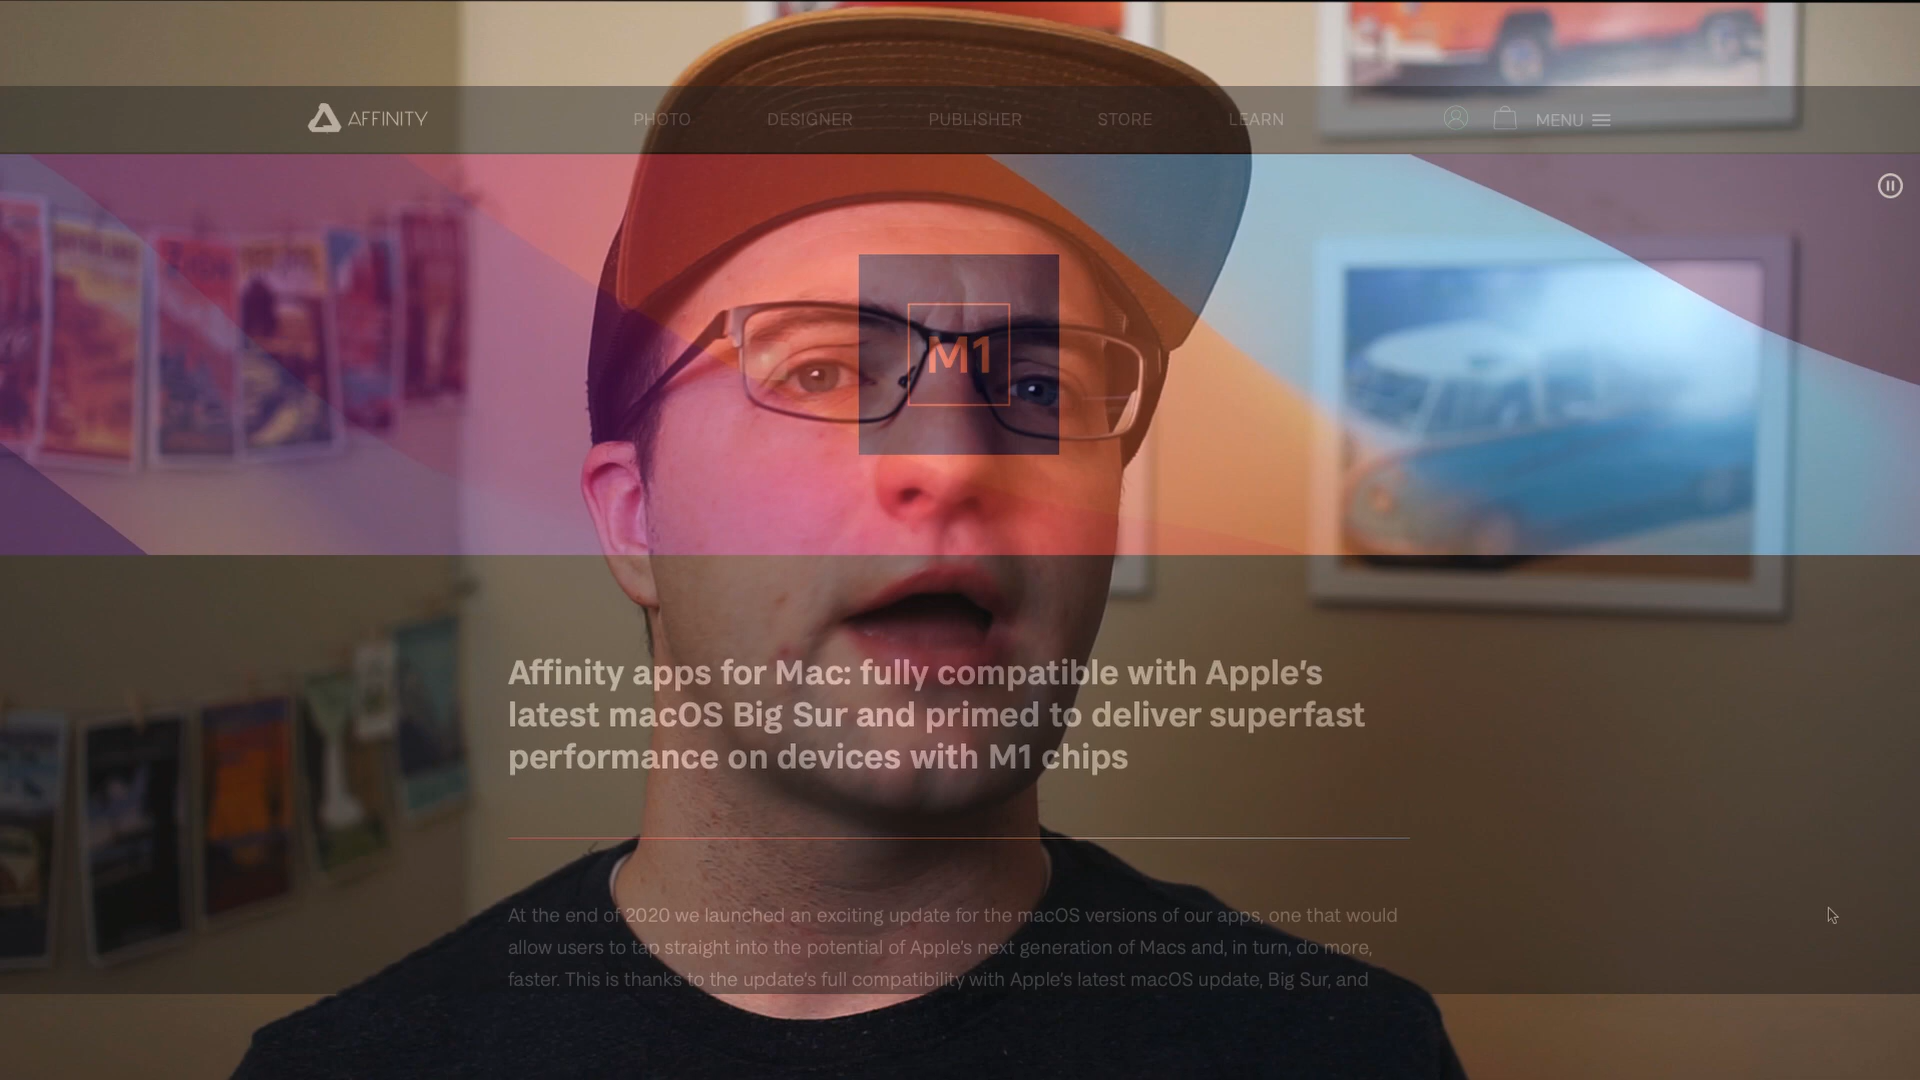 AFFINITY PHOTO DESIGNER PUBLISHER STORE LEARN MENU
M1
Affinity apps for Mac: fully compatible with Apple’s
latest macOS Big Sur and primed to deliver superfast
performance on devices with M1 chips
At the end of 2020 we launched an exciting update for the macOS versions of our apps, one that would
allow users to tap straight into the potential of Apple’s next generation of Macs and, in turn, do more,
faster. This is thanks to the update’s full compatibility with Apple’s latest macOS update, Big Sur, and